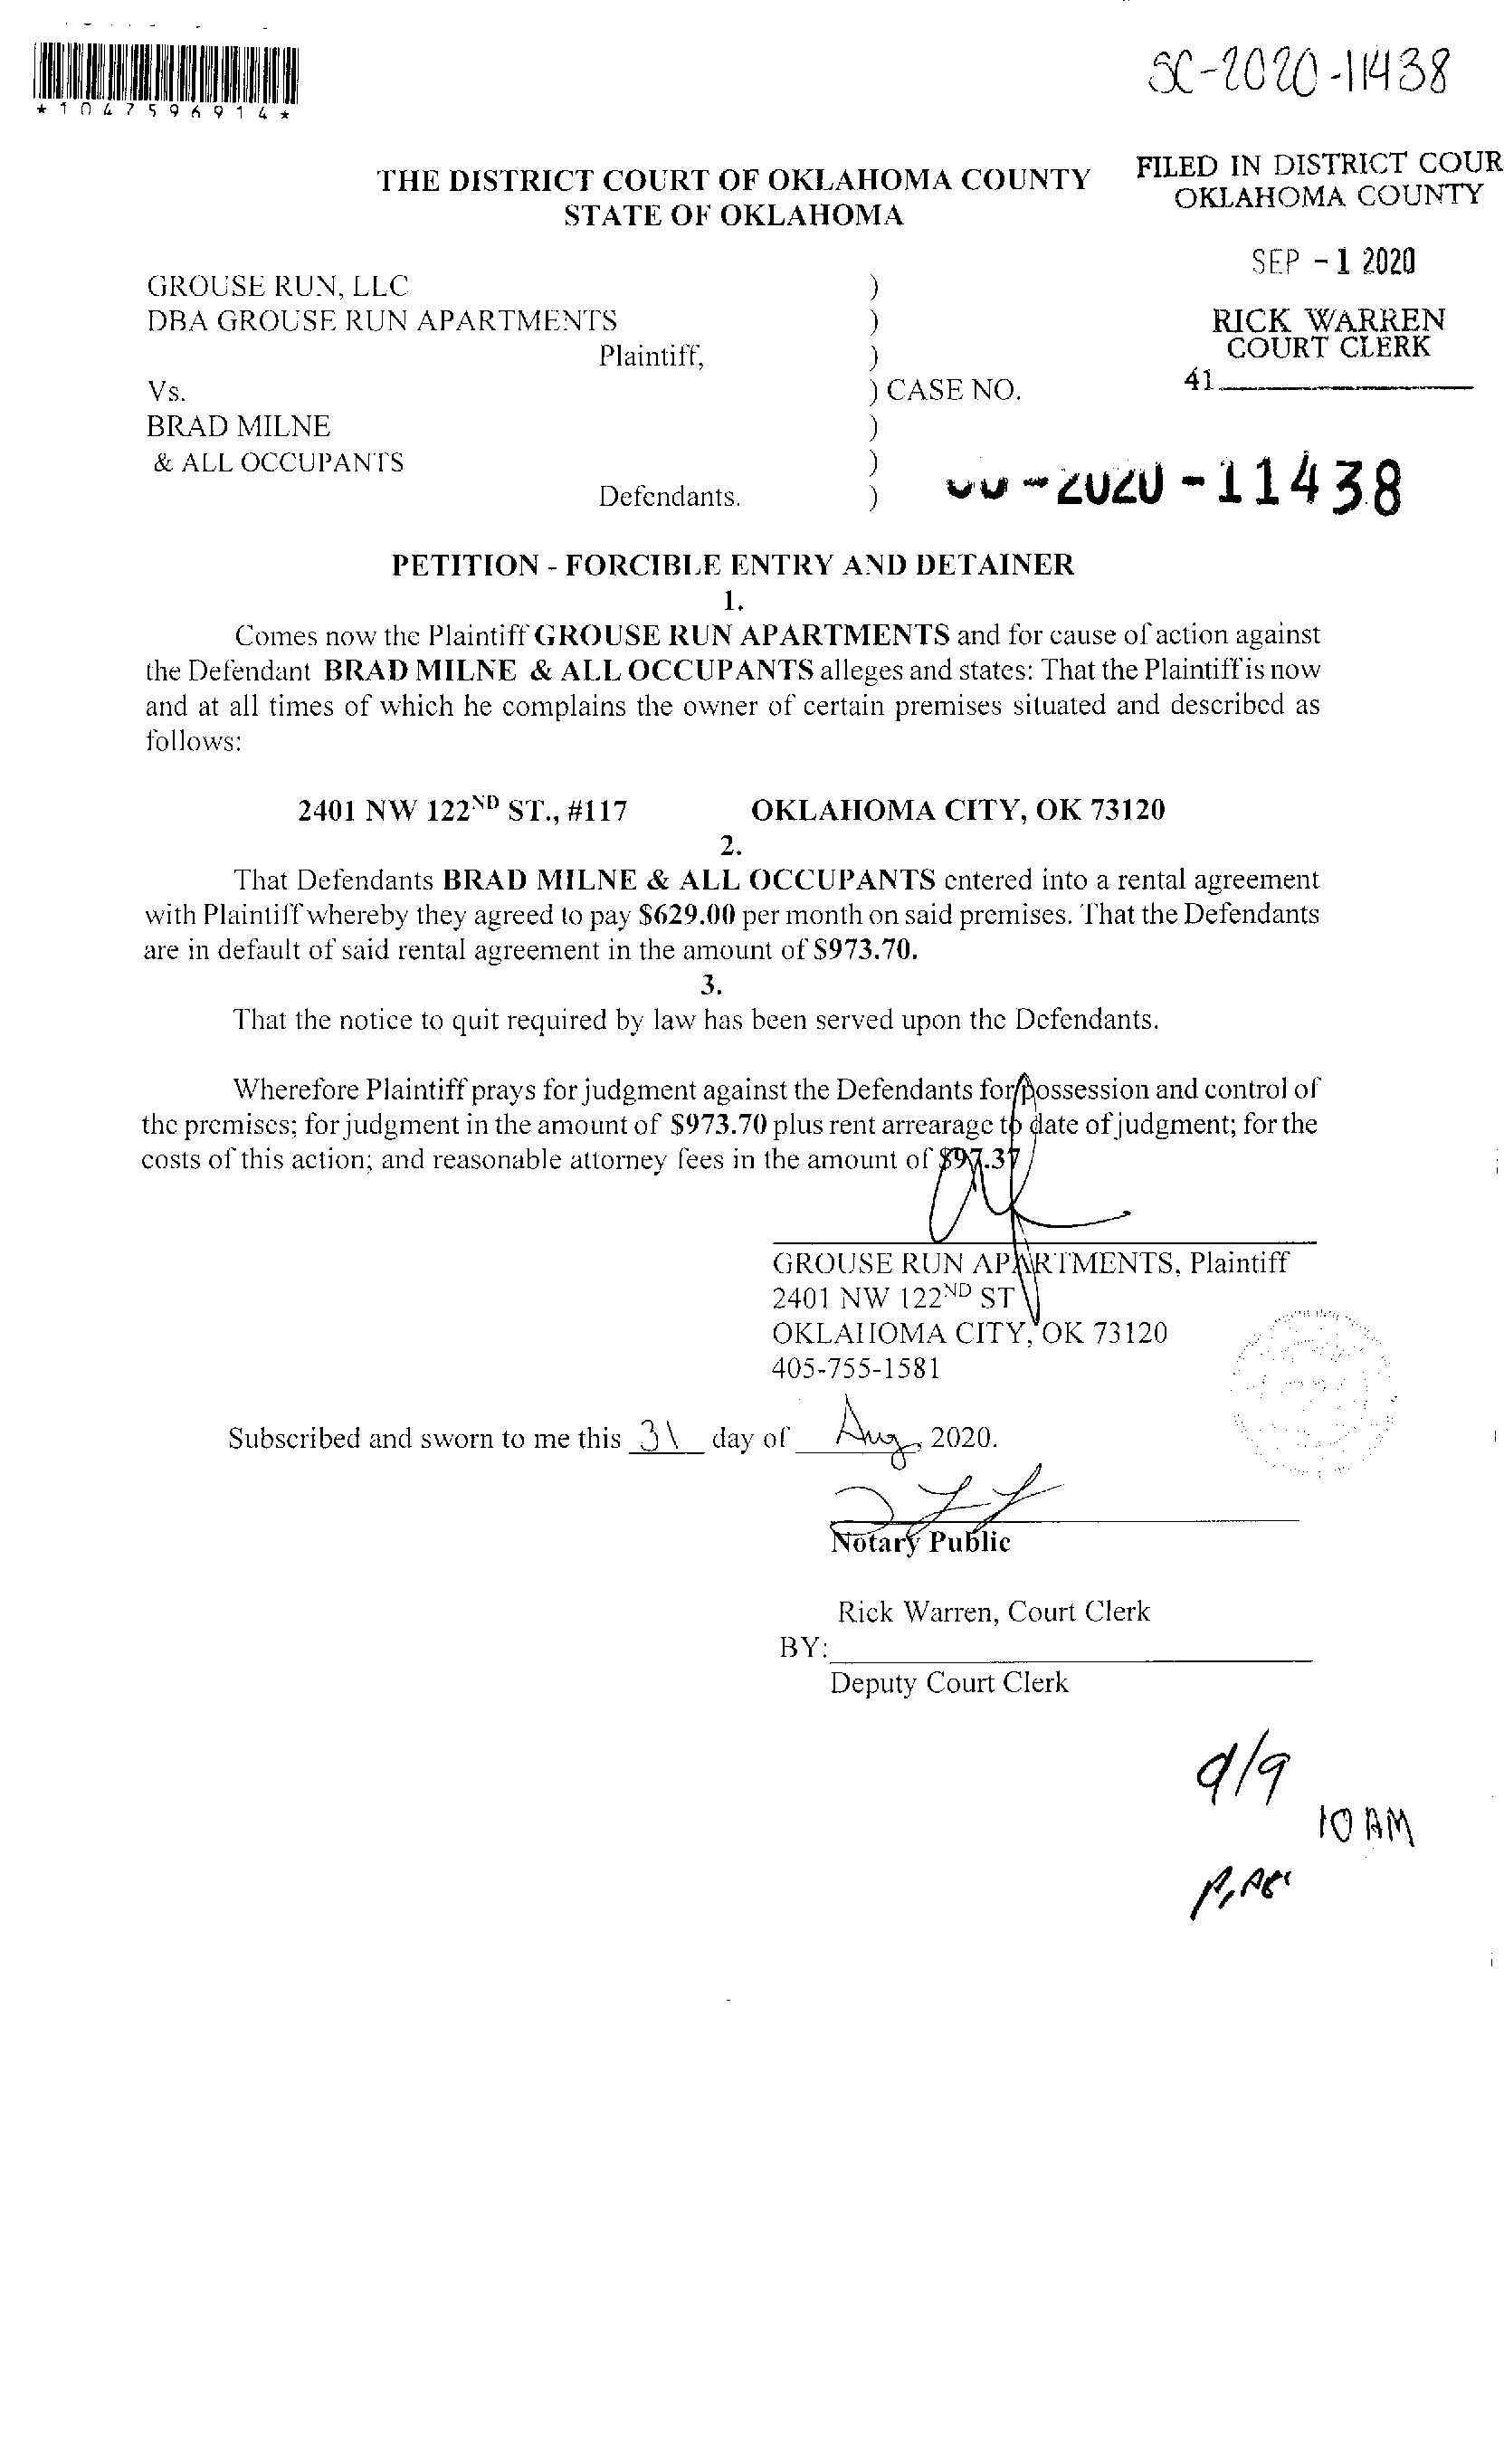 *1047596914*
SC-2020-11438
THE DISTRICT COURT OF OKLAHOMA COUNTY
STATE OF OKLAHOMA
FILED IN DISTRICT COUR
OKLAHOMA COUNTY
SEP - 1 2020
RICK WARREN
COURT CLERK
41
GROUSE RUN, LLC )
DBA GROUSE RUN APARTMENTS )
Plaintiff, )
Vs. ) CASE NO.
BRAD MILNE )
& ALL OCCUPANTS )
Defendants. )
-2020-11438
PETITION - FORCIBLE ENTRY AND DETAINER
1.
Comes now the Plaintiff GROUSE RUN APARTMENTS and for cause of action against
the Defendant BRAD MILNE & ALL OCCUPANTS alleges and states: That the Plaintiff is now
and at all times of which he complains the owner of certain premises situated and described as
follows:
2401 NW 122ND ST., #117 OKLAHOMA CITY, OK 73120
2.
That Defendants BRAD MILNE & ALL OCCUPANTS entered into a rental agreement
with Plaintiff whereby they agreed to pay $629.00 per month on said premises. That the Defendants
are in default of said rental agreement in the amount of $973.70.
3.
That the notice to quit required by law has been served upon the Defendants.
Wherefore Plaintiff prays for possession and control of
the premises; for judgment in the amount of $973.70 plus rent arrearage to date of judgment; for the
costs of this action; and reasonable attorney fees in the amount of $97.37
GROUSE RUN APARTMENTS, Plaintiff
2401 NW 122ND ST
OKLAHOMA CITY, OK 73120
405-755-1581
Subscribed and sworn to me this 31 day of Aug, 2020.
Notary Public
Rick Warren, Court Clerk
BY:
Deputy Court Clerk
9/9
10 AM